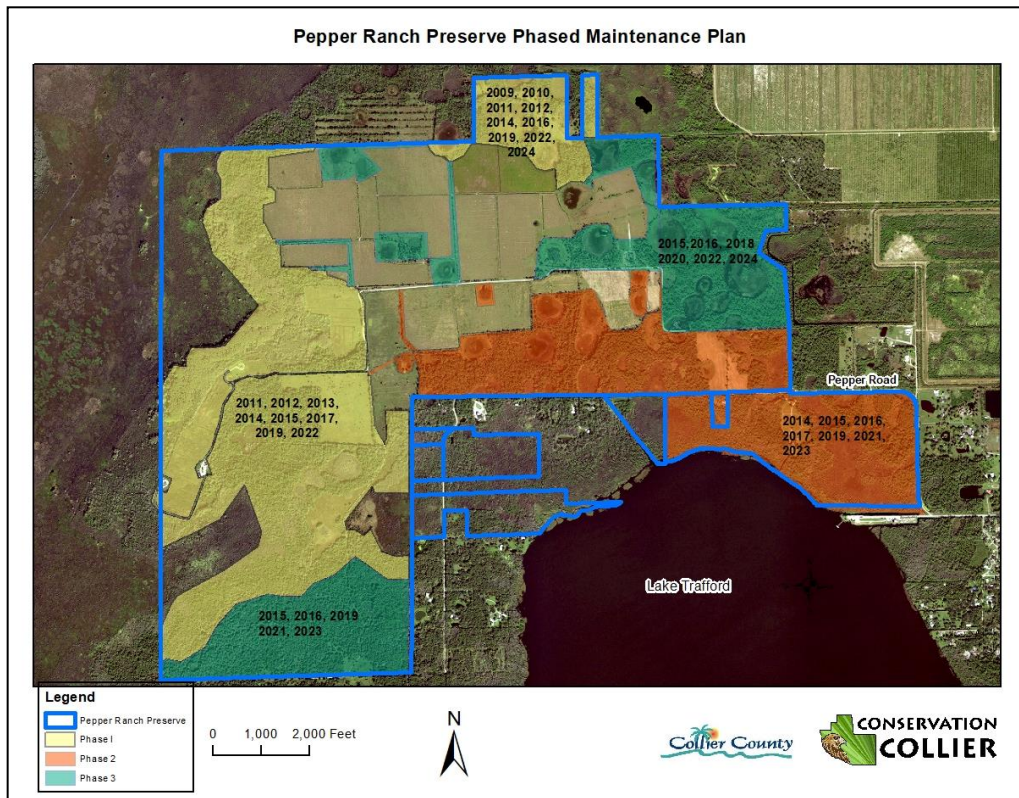 Pepper Ranch Preserve Phased Maintenance Plan
2009, 2010,
2011, 2012,
2014, 2016,
2019, 2022,
2024
2015,2016, 2018
2020, 2022, 2024
Pepper Road
2011, 2012, 2013,
2014, 2015, 2017,
2019, 2022
2014, 2015, 2016,
2017, 2019, 2021,
2023
Lake Trafford
2015, 2016, 2019
2021, 2023
Legend
Pepper Ranch Preserve
Phase I
Phase 2
Phase 3
0 1,000 2,000 Feet
N
Collier County
CONSERVATION
COLLIER